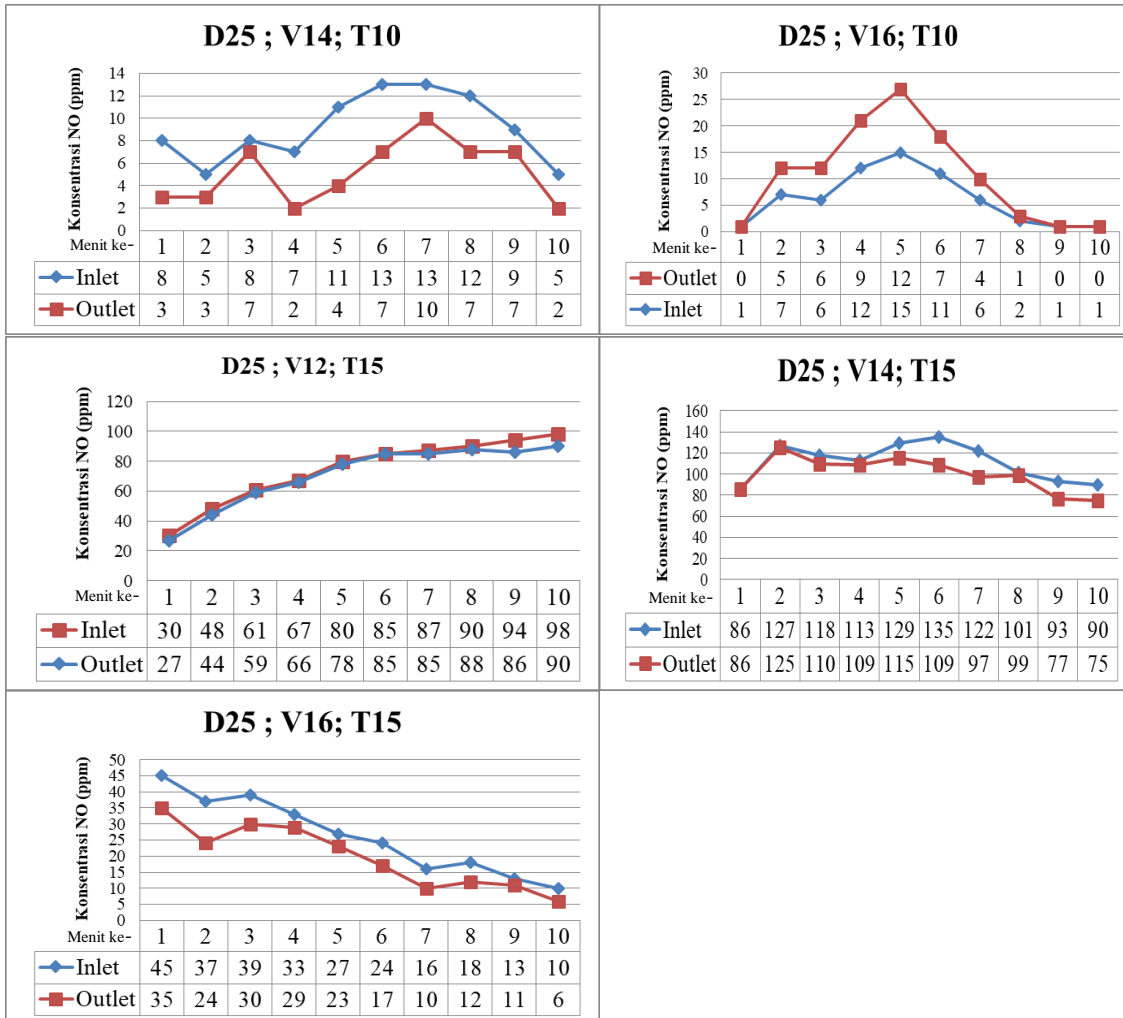 D25 ; V14; T10
Konsentrasi NO (ppm)
14
12
10
8
6
4
2
0
Menit ke- 1 2 3 4 5 6 7 8 9 10
Inlet 8 5 8 7 11 13 13 12 9 5
Outlet 3 3 7 2 4 7 10 7 7 2
D25 ; V16; T10
Konsentrasi NO (ppm)
30
25
20
15
10
5
0
Menit ke- 1 2 3 4 5 6 7 8 9 10
Outlet 0 5 6 9 12 7 4 1 0 0
Inlet 1 7 6 12 15 11 6 2 1 1
D25 ; V12; T15
Konsentrasi NO (ppm)
120
100
80
60
40
20
0
Menit ke- 1 2 3 4 5 6 7 8 9 10
Inlet 30 48 61 67 80 85 87 90 94 98
Outlet 27 44 59 66 78 85 85 88 86 90
D25 ; V14; T15
Konsentrasi NO (ppm)
160
140
120
100
80
60
40
20
0
Menit ke- 1 2 3 4 5 6 7 8 9 10
Inlet 86 127 118 113 129 135 122 101 93 90
Outlet 86 125 110 109 115 109 97 99 77 75
D25 ; V16; T15
Konsentrasi NO (ppm)
50
45
40
35
30
25
20
15
10
5
0
Menit ke- 1 2 3 4 5 6 7 8 9 10
Inlet 45 37 39 33 27 24 16 18 13 10
Outlet 35 24 30 29 23 17 10 12 11 6